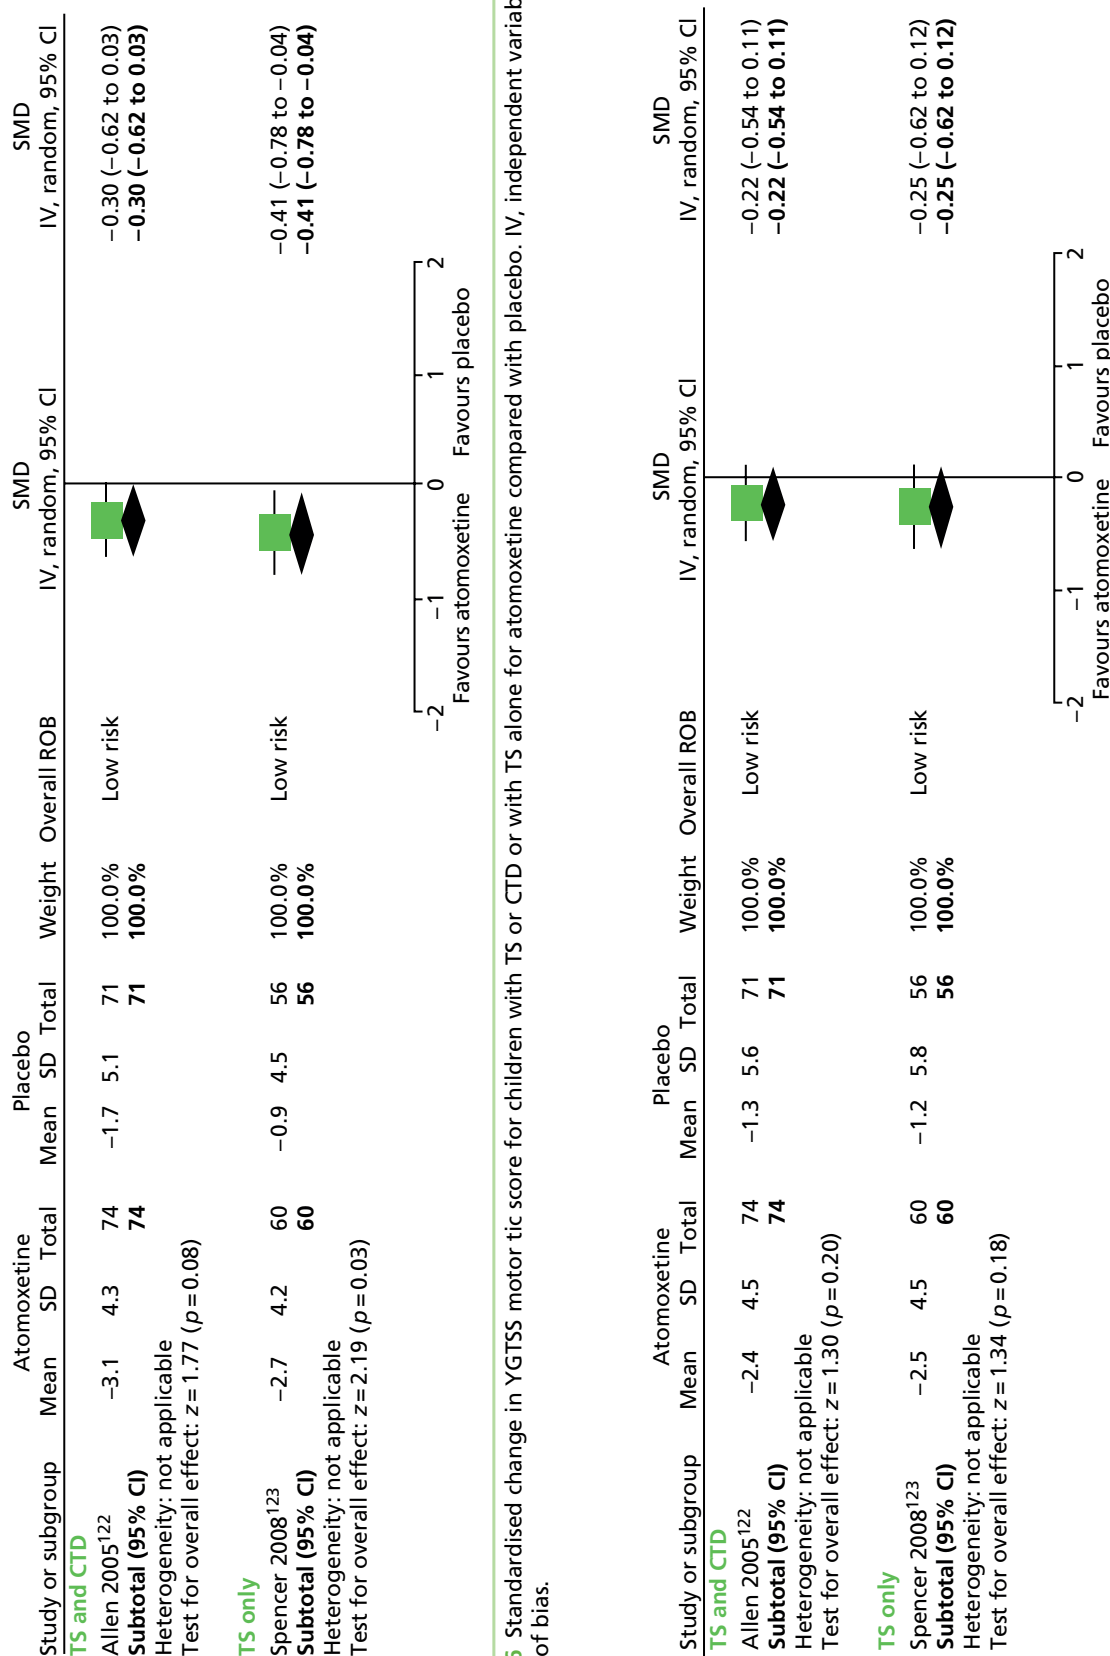 Atomoxetine Placebo SMD SMD
Study or subgroup Mean SD Total Mean SD Total Weight Overall ROB IV, random, 95% CI IV, random, 95% CI
TS and CTD
Allen 2005122 −3.1 4.3 74 −1.7 5.1 71 100.0% Low risk −0.30 (−0.62 to 0.03)
Subtotal (95% CI) 74 71 100.0% −0.30 (−0.62 to 0.03)
Heterogeneity: not applicable
Test for overall effect: z=1.77 (p=0.08)
TS only
Spencer 2008123 −2.7 4.2 60 −0.9 4.5 56 100.0% Low risk −0.41 (−0.78 to −0.04)
Subtotal (95% CI) 60 56 100.0% −0.41 (−0.78 to −0.04)
Heterogeneity: not applicable
Test for overall effect: z=2.19 (p=0.03)
−2 −1 0 1 2
Favours atomoxetine Favours placebo
Standardised change in YGTSS motor tic score for children with TS or CTD or with TS alone for atomoxetine compared with placebo. IV, independent
of bias.
Atomoxetine Placebo SMD SMD
Study or subgroup Mean SD Total Mean SD Total Weight Overall ROB IV, random, 95% CI IV, random, 95% CI
TS and CTD
Allen 2005122 −2.4 4.5 74 −1.3 5.6 71 100.0% Low risk −0.22 (−0.54 to 0.11)
Subtotal (95% CI) 74 71 100.0% −0.22 (−0.54 to 0.11)
Heterogeneity: not applicable
Test for overall effect: z=1.30 (p=0.20)
TS only
Spencer 2008123 −2.5 4.5 60 −1.2 5.8 56 100.0% Low risk −0.25 (−0.62 to 0.12)
Subtotal (95% CI) 60 56 100.0% −0.25 (−0.62 to 0.12)
Heterogeneity: not applicable
Test for overall effect: z=1.34 (p=0.18)
−2 −1 0 1 2
Favours atomoxetine Favours placebo